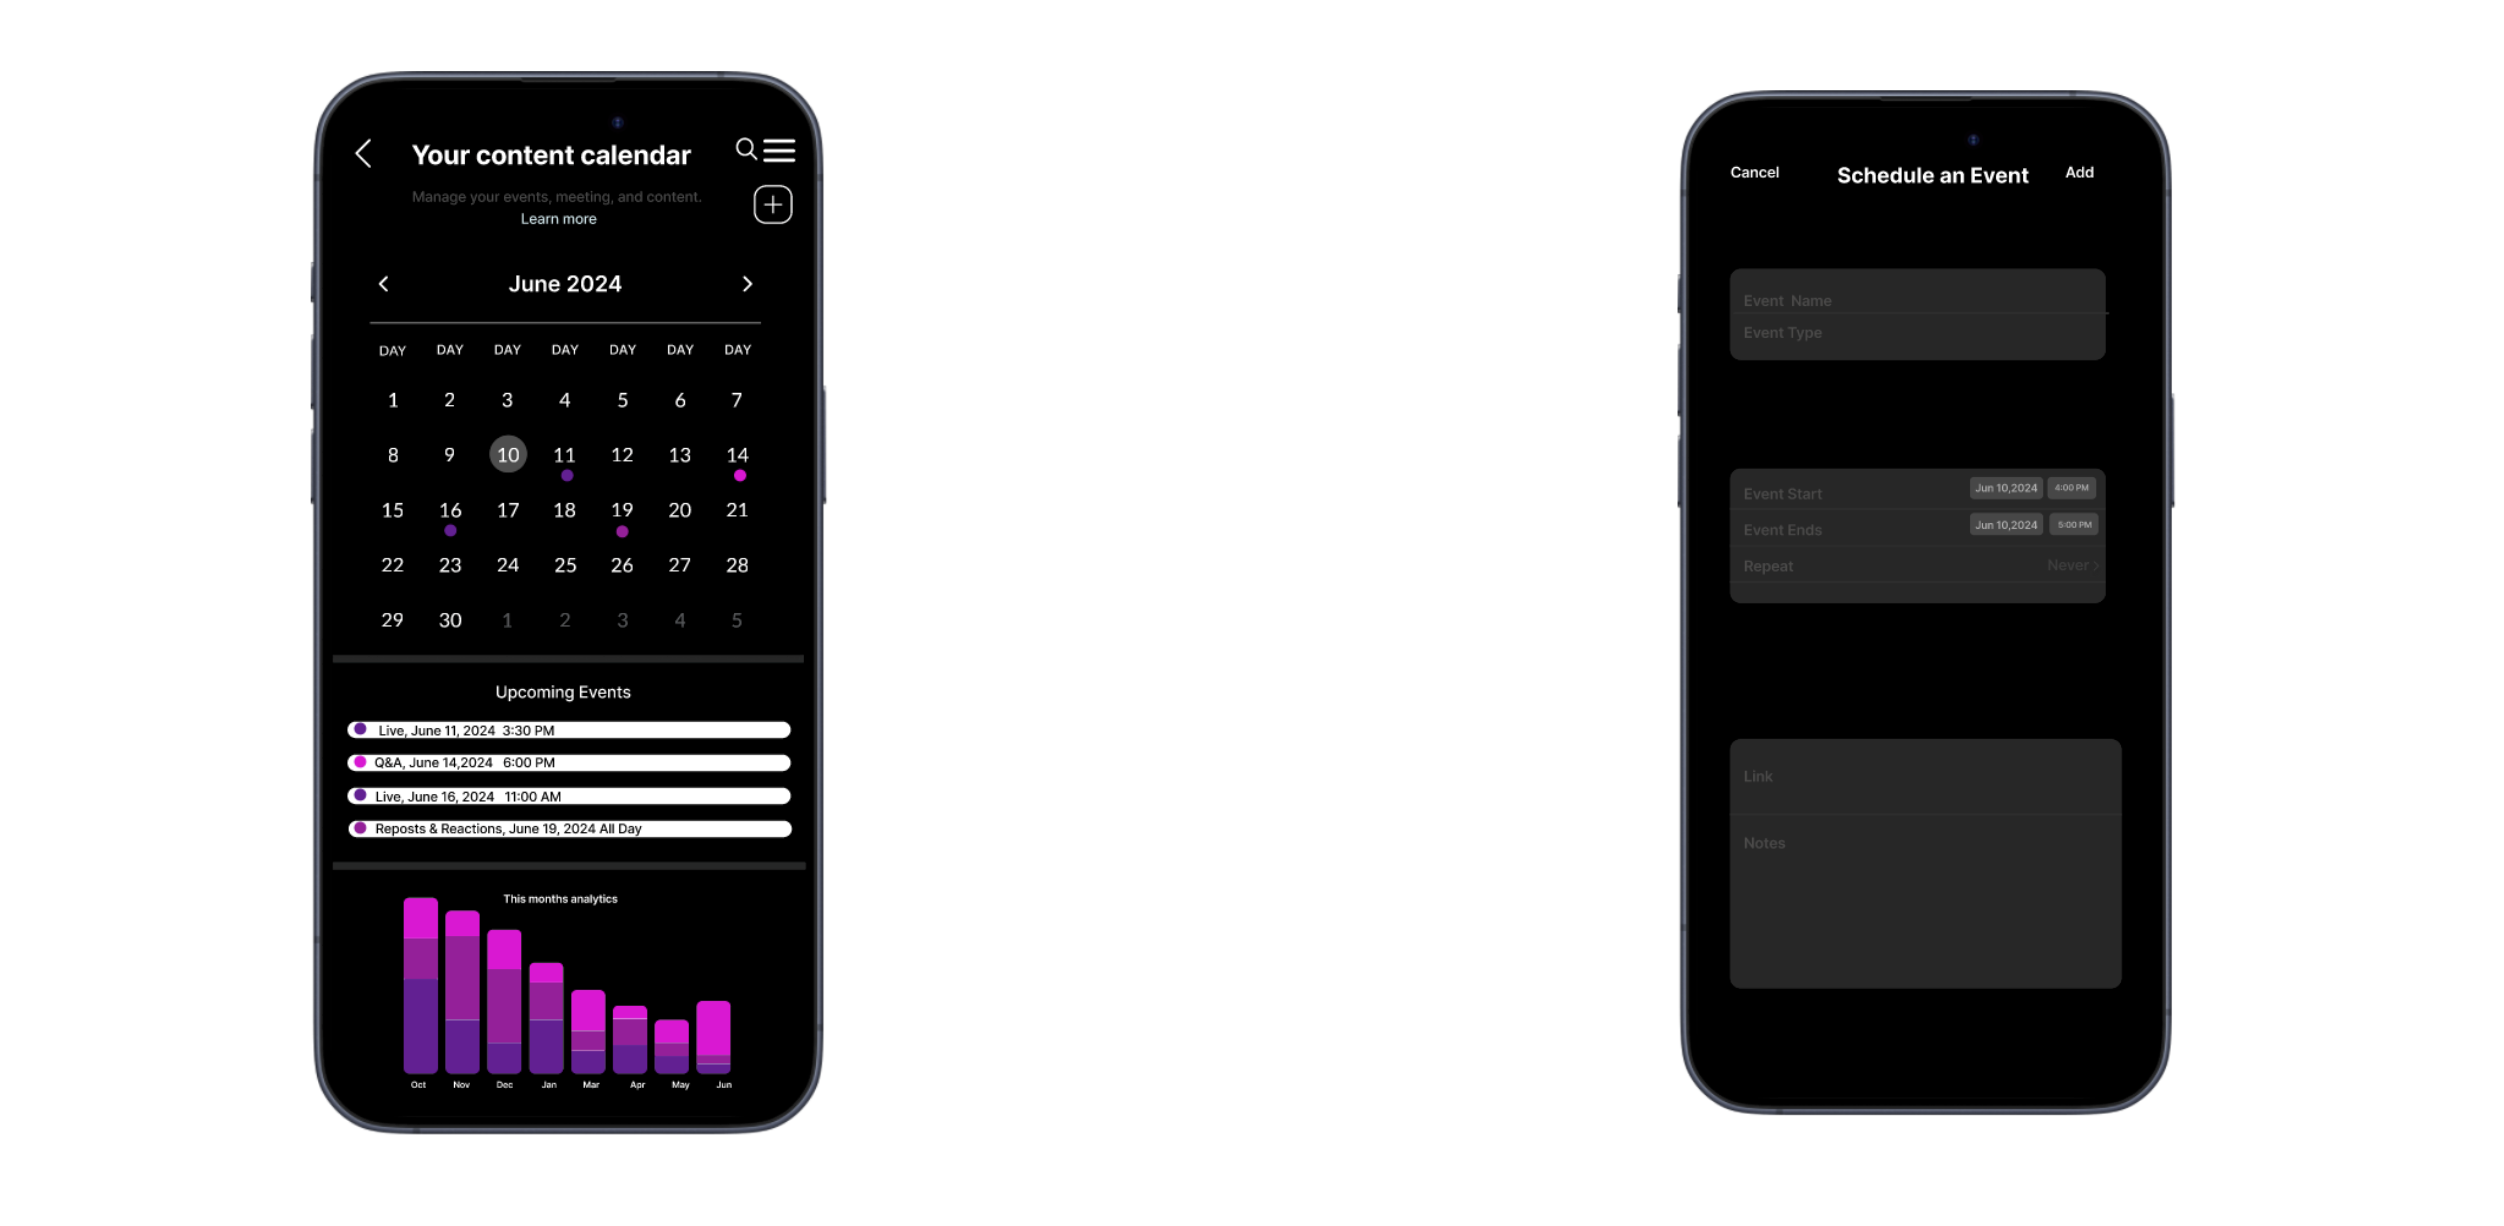 Your content calendar
Manage your events, meeting, and content.
Learn more
June 2024
DAY DAY DAY DAY DAY DAY DAY
1 2 3 4 5 6 7
8 9 10 11 12 13 14
15 16 17 18 19 20 21
22 23 24 25 26 27 28
29 30 1 2 3 4 5
Upcoming Events
Live, June 11, 2024 3:30 PM
Q&A, June 14,2024 6:00 PM
Live, June 16, 2024 11:00 AM
Reposts & Reactions, June 19, 2024 All Day
This months analytics
Oct Nov Dec Jan Mar Apr May Jun
Cancel Schedule an Event Add
Event Name
Event Type
Event Start Jun 10,2024 4:00 PM
Event Ends Jun 10,2024 5:00 PM
Repeat Never >
Link
Notes